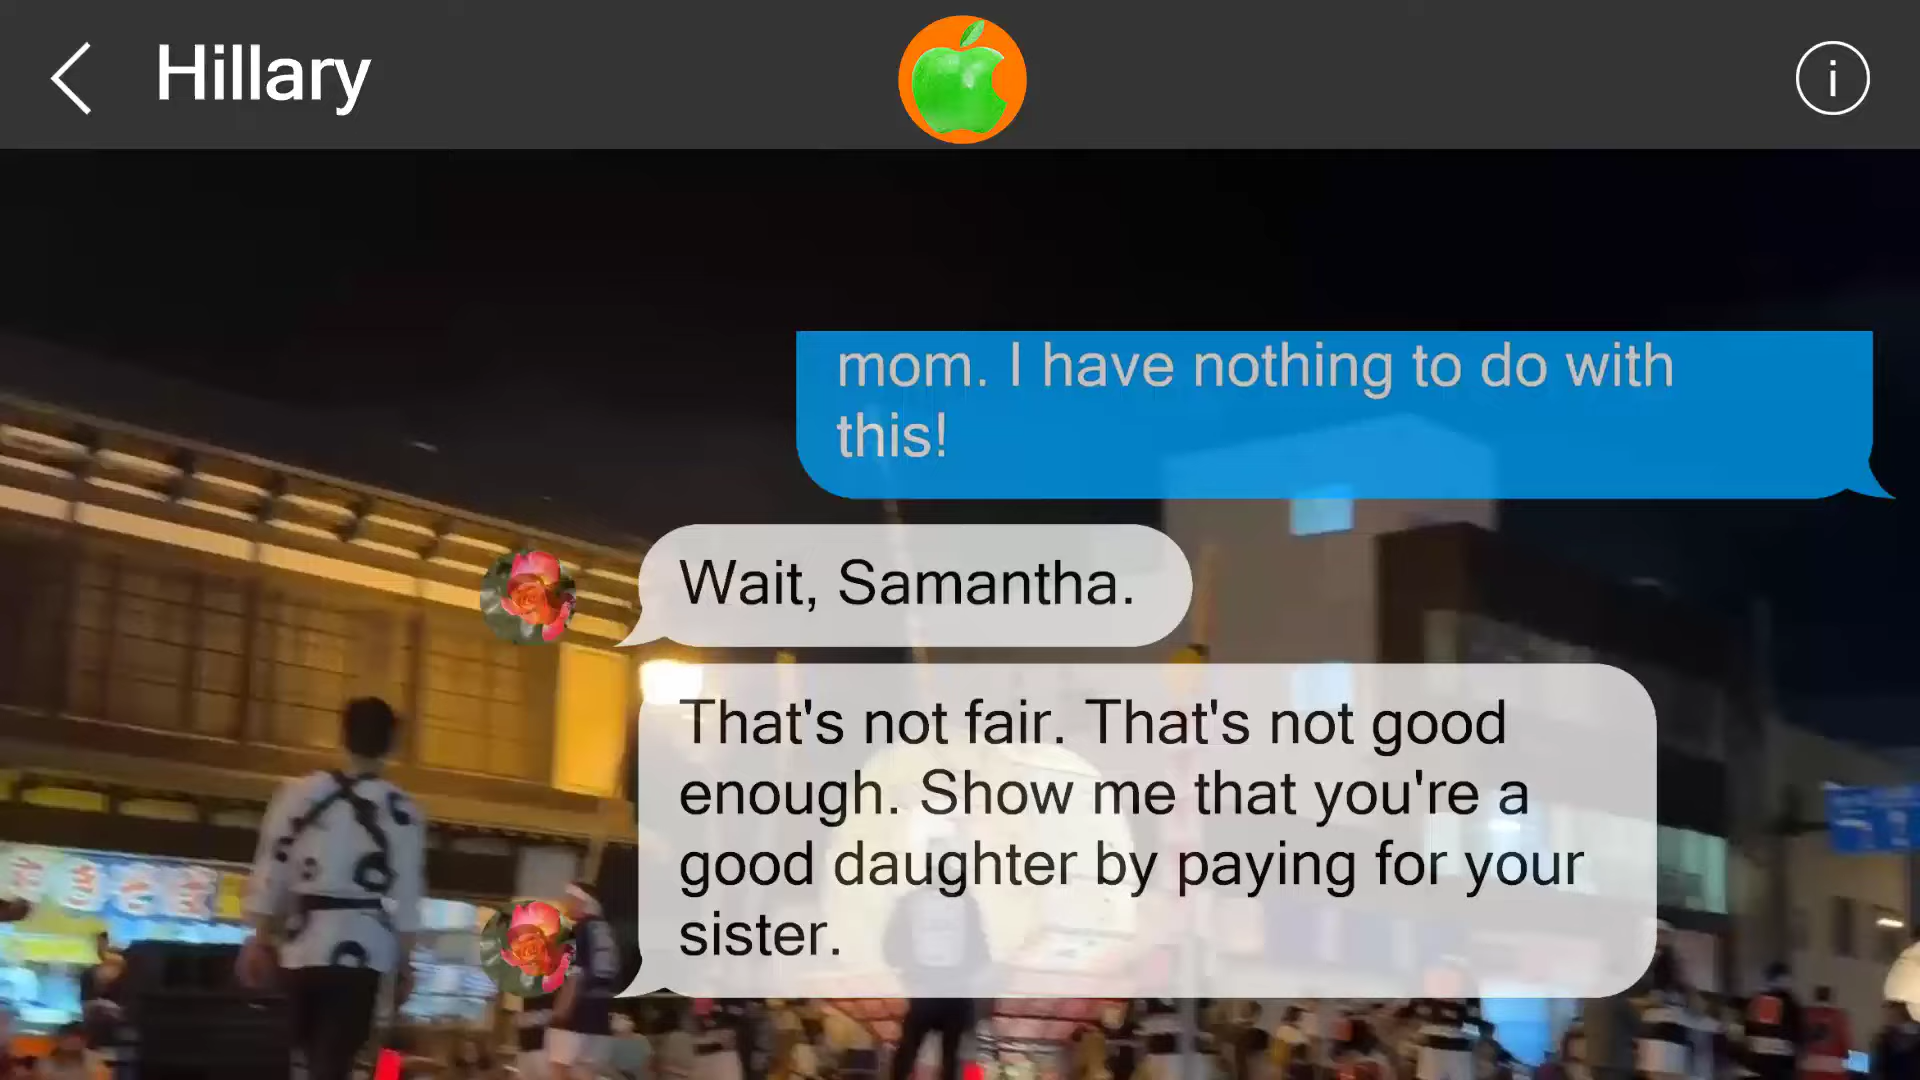 Hillary
i
mom. I have nothing to do with
this!
Wait, Samantha.
That's not fair. That's not good
enough. Show me that you're a
good daughter by paying for your
sister.